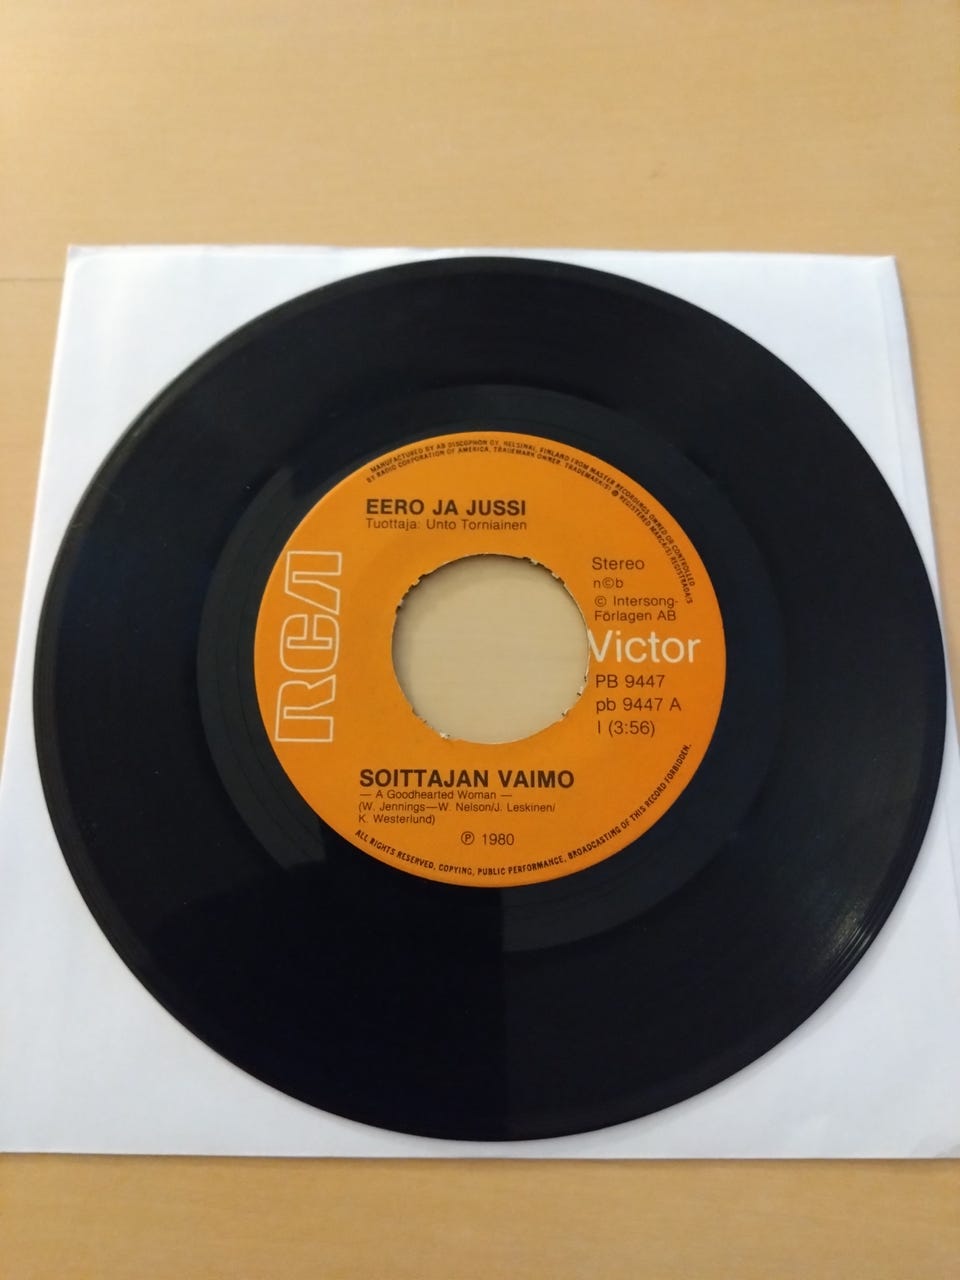 MANUFACTURED BY AB DISCOPHON OY, HELSINKI, FINLAND FROM MASTER RECORDINGS OWNED OR CONTROLLED
BY RADIO CORPORATION OF AMERICA, TRADEMARK OWNER, TRADEMARK(S) ® REGISTERED MARCA(S) REGISTRADA/S
EERO JA JUSSI
Tuottaja: Unto Torniainen
RCA
Stereo
n©b
© Intersong-
Förlagen AB
Victor
PB 9447
pb 9447 A
I (3:56)
SOITTAJAN VAIMO
— A Goodhearted Woman —
(W. Jennings—W. Nelson/J. Leskinen/
K. Westerlund)
℗ 1980
ALL RIGHTS RESERVED, COPYING, PUBLIC PERFORMANCE, BROADCASTING OF THIS RECORD FORBIDDEN.